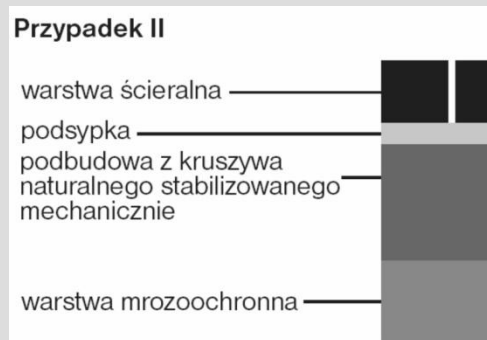 Przypadek II
warstwa ścieralna
podsypka
podbudowa z kruszywa
naturalnego stabilizowanego
mechanicznie
warstwa mrozoochronna